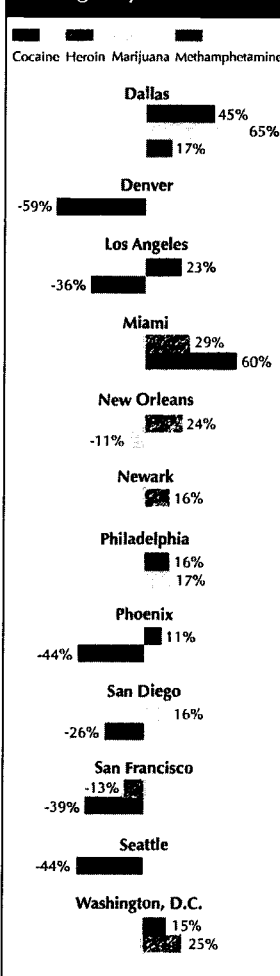 Cocaine Heroin Marijuana Methamphetamine
Dallas
45%
65%
17%
Denver
-59%
Los Angeles
23%
-36%
Miami
29%
60%
New Orleans
24%
-11%
Newark
16%
Philadelphia
16%
17%
Phoenix
11%
-44%
San Diego
16%
-26%
San Francisco
-13%
-39%
Seattle
-44%
Washington, D.C.
15%
25%